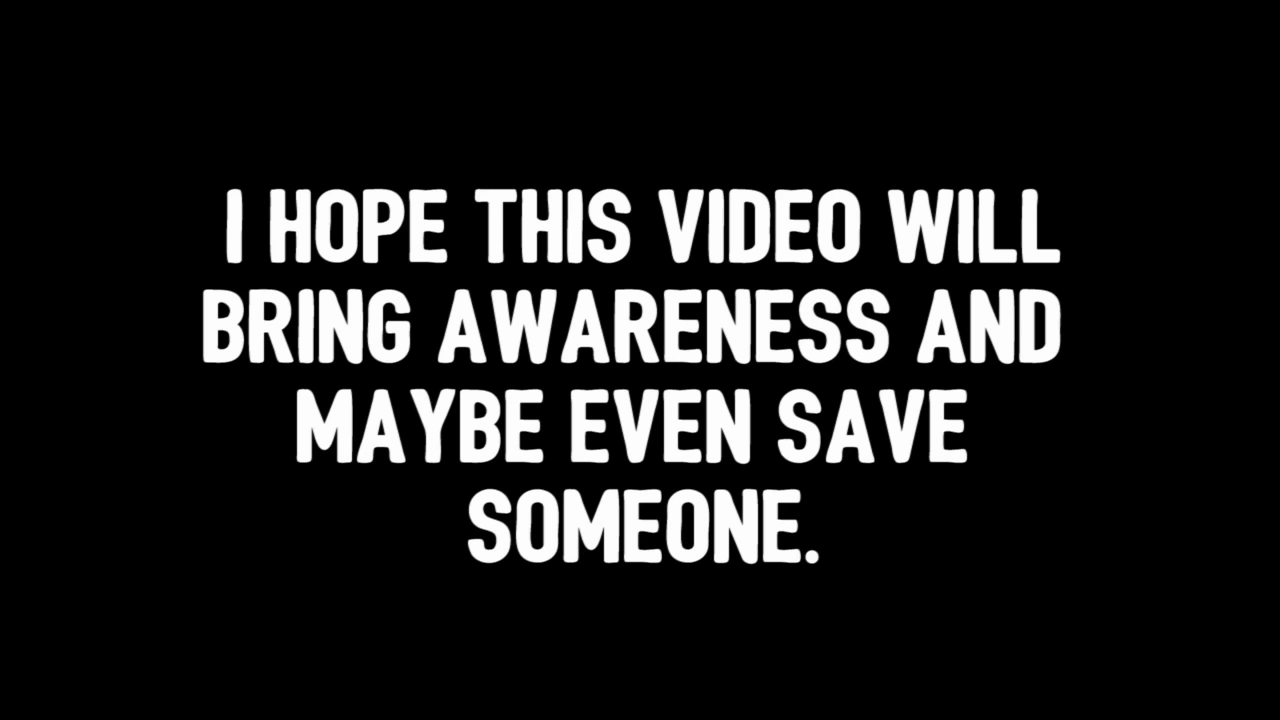 I HOPE THIS VIDEO WILL
BRING AWARENESS AND
MAYBE EVEN SAVE
SOMEONE.